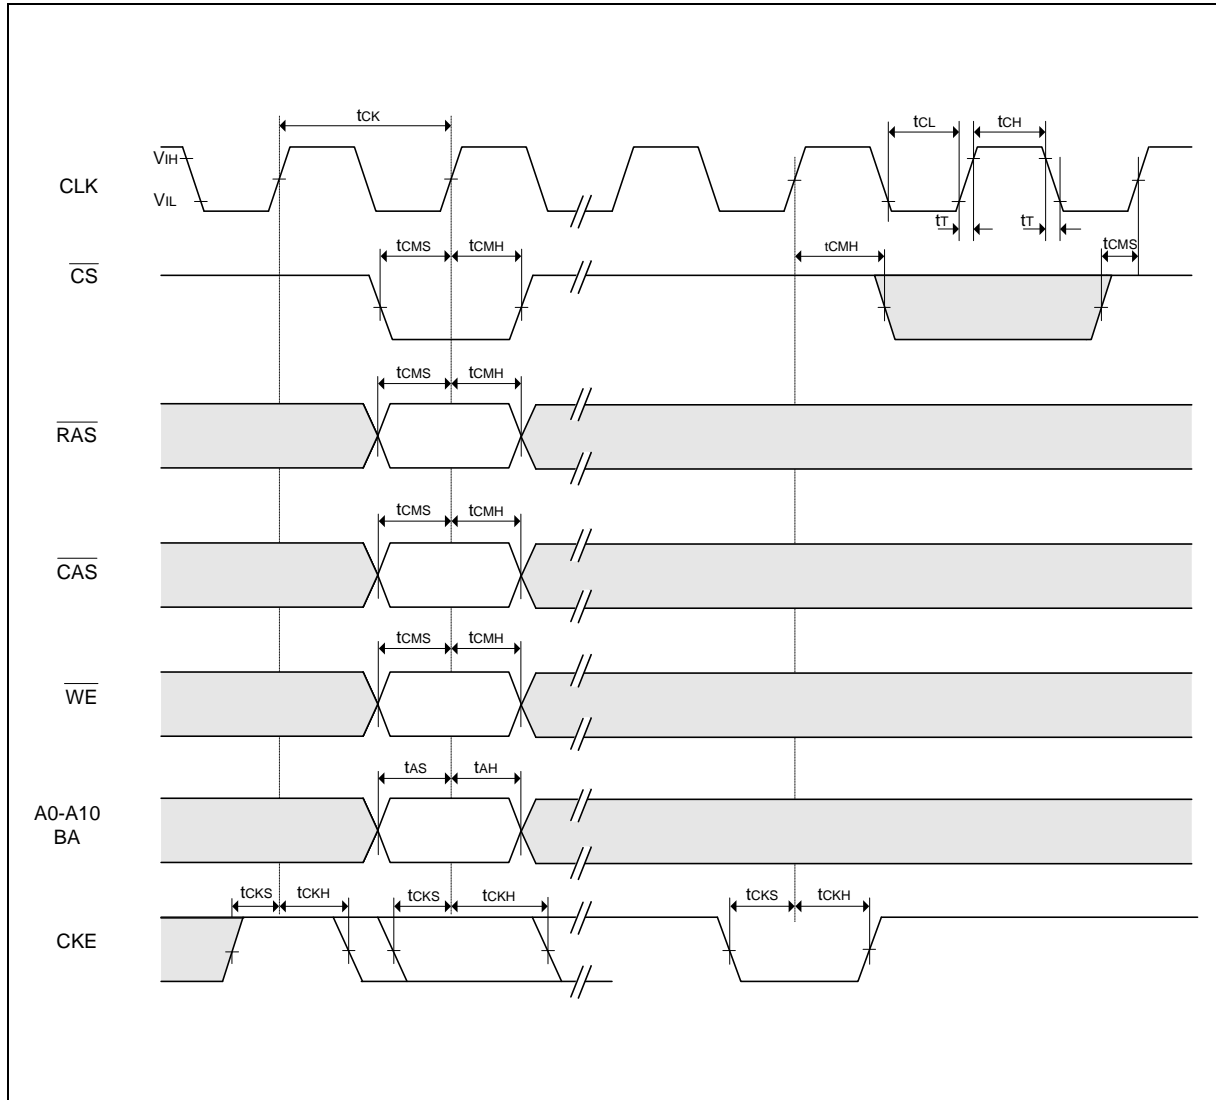 tCK
tCL
tCH
VIH
CLK
VIL
tT
tT
tCMS
tCMH
tCMH
tCMS
CS
tCMS
tCMH
RAS
tCMS
tCMH
CAS
tCMS
tCMH
WE
tAS
tAH
A0-A10
BA
tCKS
tCKH
tCKS
tCKH
tCKS
tCKH
CKE